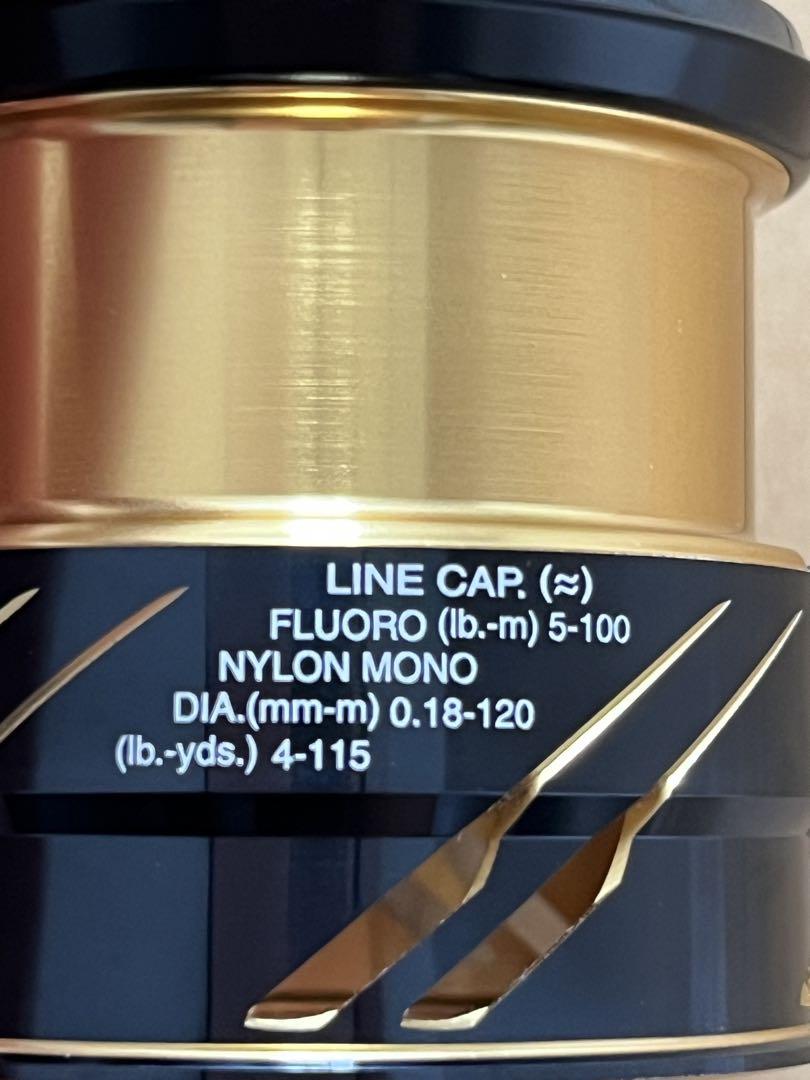 LINE CAP. (≈)
FLUORO (lb.-m) 5-100
NYLON MONO
DIA.(mm-m) 0.18-120
(lb.-yds.) 4-115